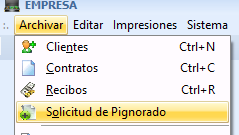 EMPRESA
Archivar Editar Impresiones Sistema
Clientes Ctrl+N
Contratos Ctrl+C
Recibos Ctrl+R
Solicitud de Pignorado